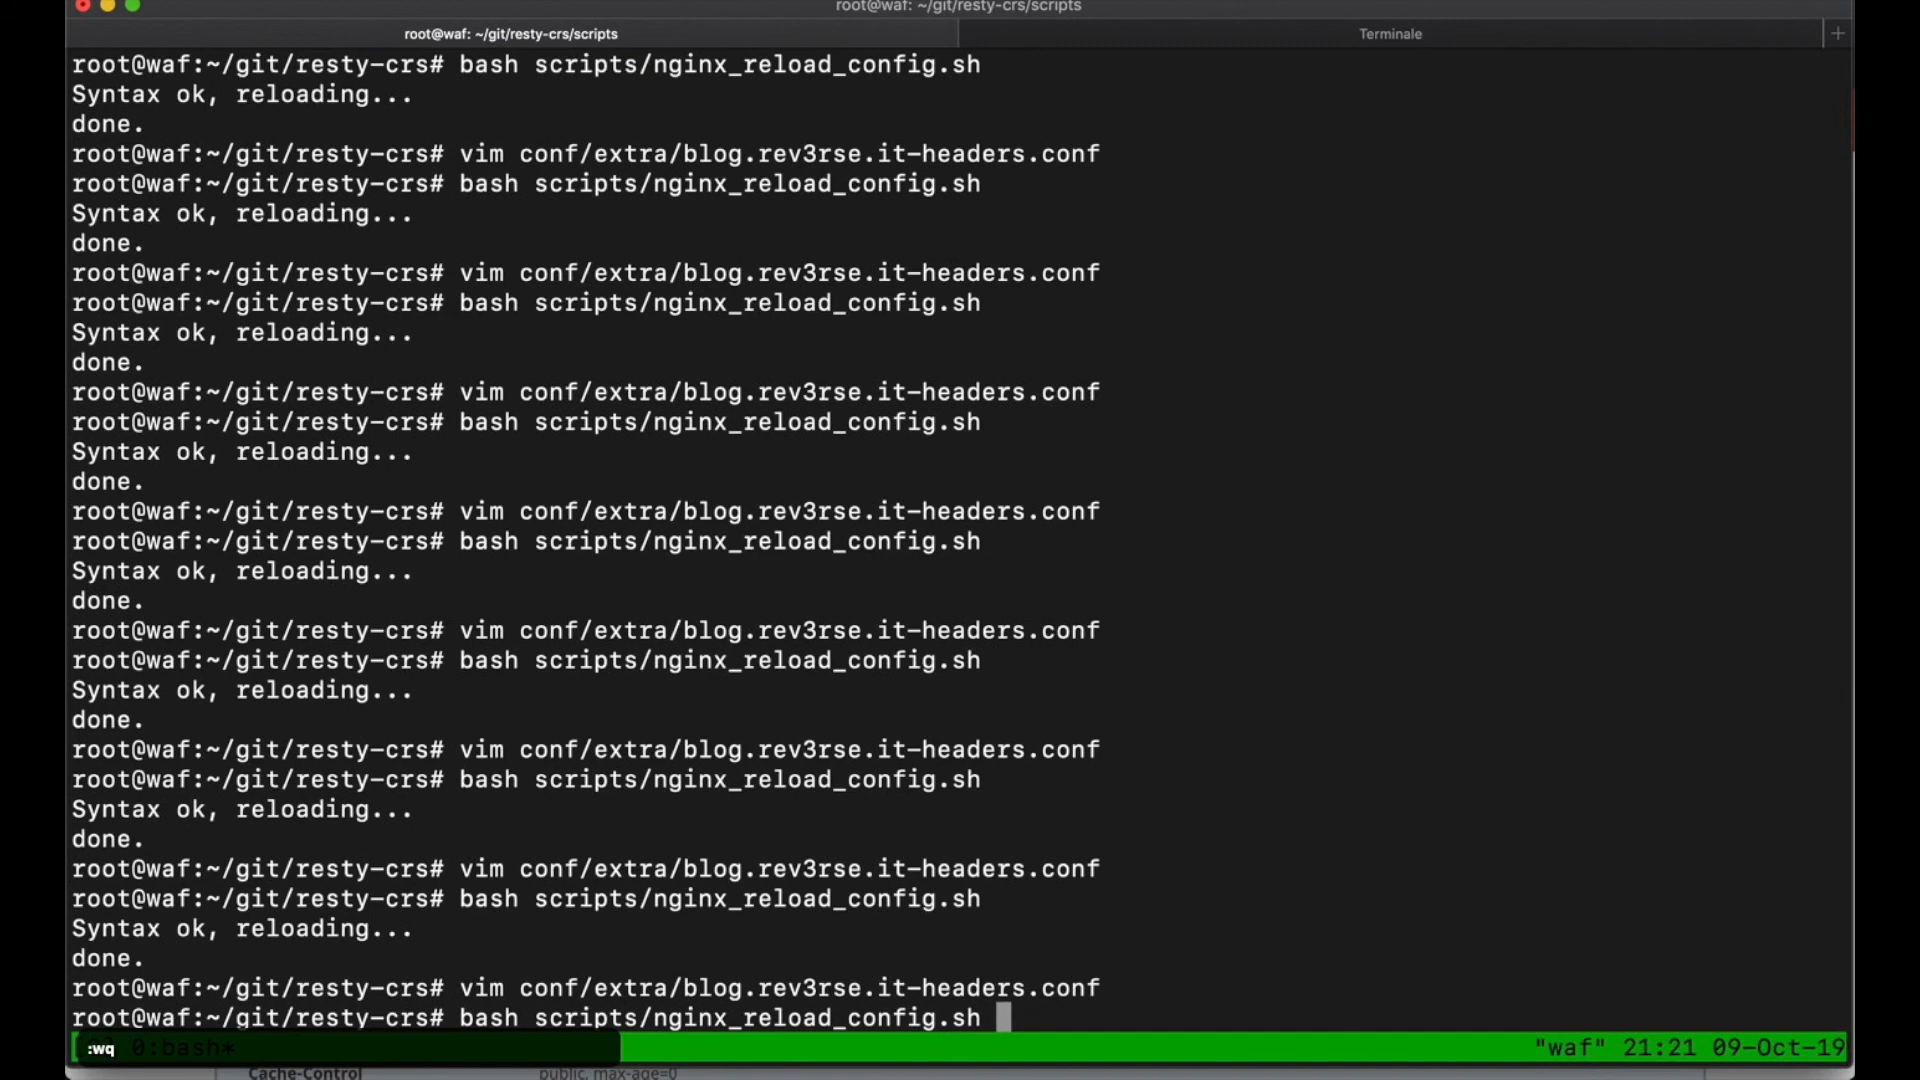 root@waf: ~/git/resty-crs/scripts
root@waf: ~/git/resty-crs/scripts
Terminale
+
root@waf:~/git/resty-crs# bash scripts/nginx_reload_config.sh
Syntax ok, reloading...
done.
root@waf:~/git/resty-crs# vim conf/extra/blog.rev3rse.it-headers.conf
root@waf:~/git/resty-crs# bash scripts/nginx_reload_config.sh
Syntax ok, reloading...
done.
root@waf:~/git/resty-crs# vim conf/extra/blog.rev3rse.it-headers.conf
root@waf:~/git/resty-crs# bash scripts/nginx_reload_config.sh
Syntax ok, reloading...
done.
root@waf:~/git/resty-crs# vim conf/extra/blog.rev3rse.it-headers.conf
root@waf:~/git/resty-crs# bash scripts/nginx_reload_config.sh
Syntax ok, reloading...
done.
root@waf:~/git/resty-crs# vim conf/extra/blog.rev3rse.it-headers.conf
root@waf:~/git/resty-crs# bash scripts/nginx_reload_config.sh
Syntax ok, reloading...
done.
root@waf:~/git/resty-crs# vim conf/extra/blog.rev3rse.it-headers.conf
root@waf:~/git/resty-crs# bash scripts/nginx_reload_config.sh
Syntax ok, reloading...
done.
root@waf:~/git/resty-crs# vim conf/extra/blog.rev3rse.it-headers.conf
root@waf:~/git/resty-crs# bash scripts/nginx_reload_config.sh
Syntax ok, reloading...
done.
root@waf:~/git/resty-crs# vim conf/extra/blog.rev3rse.it-headers.conf
root@waf:~/git/resty-crs# bash scripts/nginx_reload_config.sh
Syntax ok, reloading...
done.
root@waf:~/git/resty-crs# vim conf/extra/blog.rev3rse.it-headers.conf
root@waf:~/git/resty-crs# bash scripts/nginx_reload_config.sh
:wq 0:bash* "waf" 21:21 09-Oct-19
Cache-Control public, max-age=0